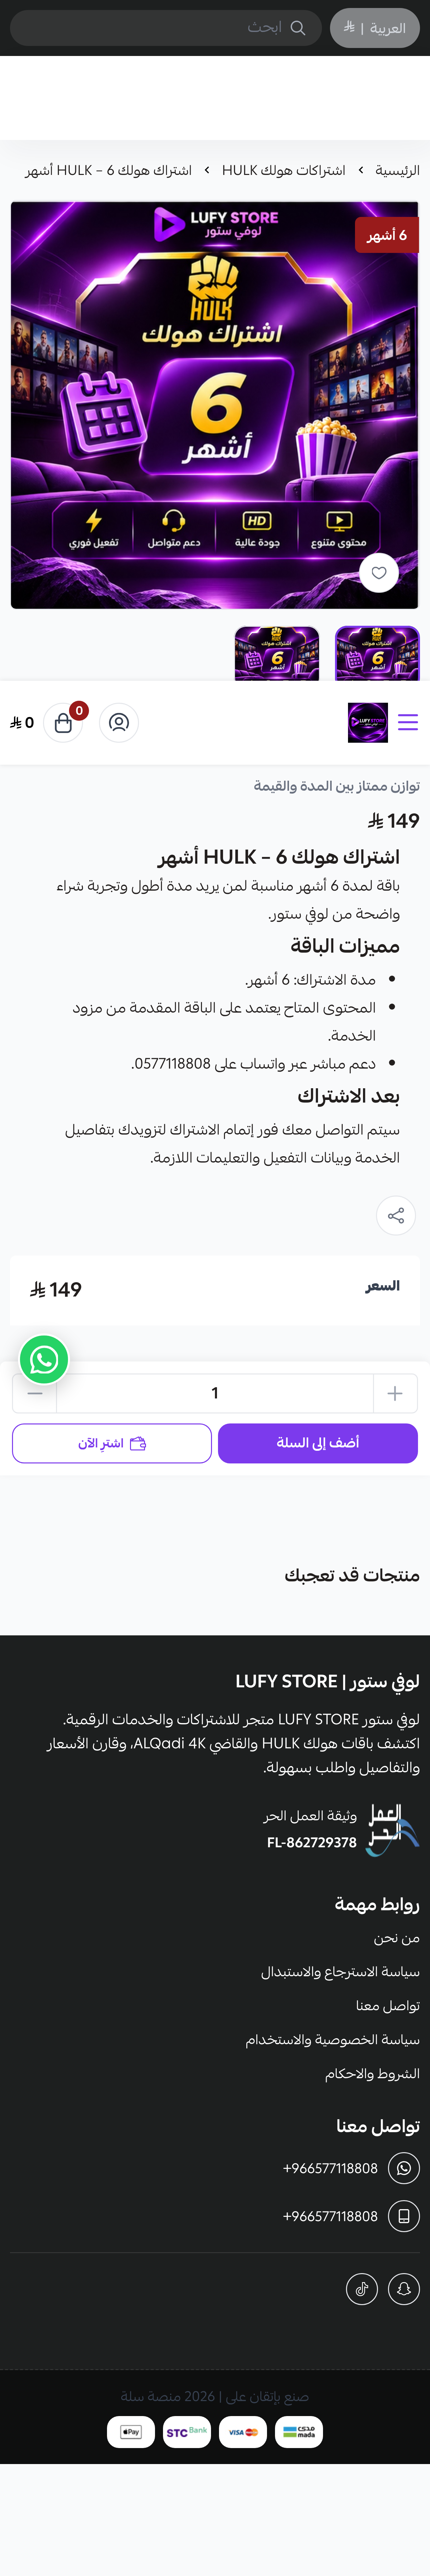 العربية | ⃁
ابحث
الرئيسية
اشتراكات هولك HULK
اشتراك هولك HULK – 6 أشهر
LUFY STORE
لوفي ستور
6 أشهر
HULK
اشتراك هولك
6
أشهر
محتوى متنوع
HD
جودة عالية
دعم متواصل
تفعيل فوري
6
6
LUFY STORE
0
0 ⃁
توازن ممتاز بين المدة والقيمة
149 ⃁
اشتراك هولك HULK – 6 أشهر
باقة لمدة 6 أشهر مناسبة لمن يريد مدة أطول وتجربة شراء
واضحة من لوفي ستور.
مميزات الباقة
مدة الاشتراك: 6 أشهر.
المحتوى المتاح يعتمد على الباقة المقدمة من مزود
الخدمة.
دعم مباشر عبر واتساب على 0577118808.
بعد الاشتراك
سيتم التواصل معك فور إتمام الاشتراك لتزويدك بتفاصيل
الخدمة وبيانات التفعيل والتعليمات اللازمة.
السعر
149 ⃁
1
أضف إلى السلة
اشترِ الآن
منتجات قد تعجبك
لوفي ستور | LUFY STORE
لوفي ستور LUFY STORE متجر للاشتراكات والخدمات الرقمية.
اكتشف باقات هولك HULK والقاضي ALQadi 4K، وقارن الأسعار
والتفاصيل واطلب بسهولة.
العمل الحر
وثيقة العمل الحر
FL-862729378
روابط مهمة
من نحن
سياسة الاسترجاع والاستبدال
تواصل معنا
سياسة الخصوصية والاستخدام
الشروط والاحكام
تواصل معنا
+966577118808
+966577118808
صنع بإتقان على | 2026 منصة سلة
مدى mada
VISA
STC Bank
Pay